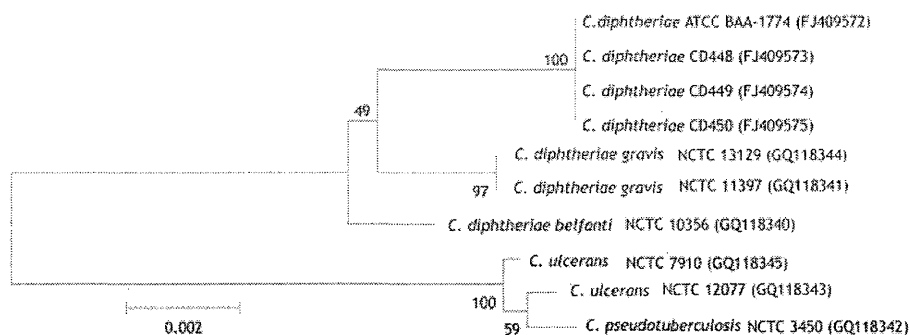 C.diphtheriae ATCC BAA-1774 (FJ409572)
C. diphtheriae CD448 (FJ409573)
100
C. diphtheriae CD449 (FJ409574)
49
C. diphtheriae CD450 (FJ409575)
C. diphtheriae gravis NCTC 13129 (GQ118344)
97
C. diphtheriae gravis NCTC 11397 (GQ118341)
C. diphtheriae belfanti NCTC 10356 (GQ118340)
C. ulcerans NCTC 7910 (GQ118345)
100
C. ulcerans NCTC 12077 (GQ118343)
0.002
59
C. pseudotuberculosis NCTC 3450 (GQ118342)